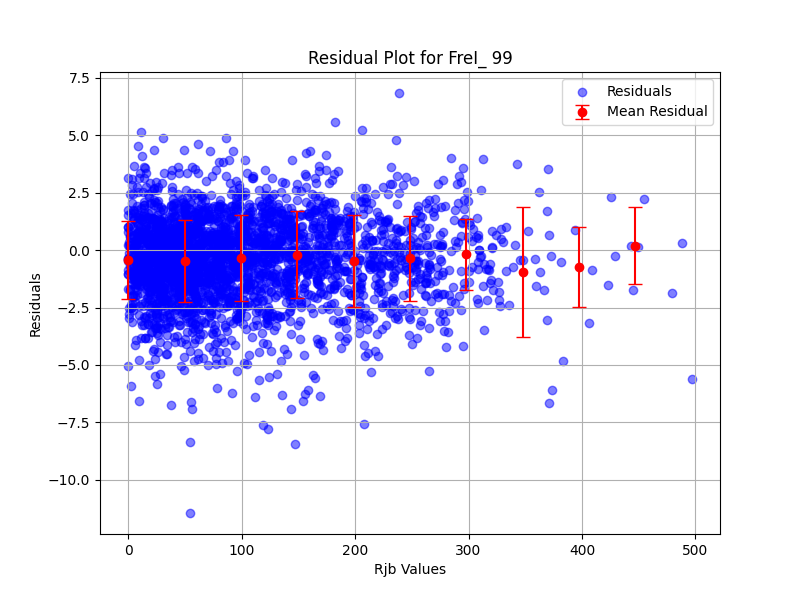 Residual Plot for FreI_ 99
Residuals
Mean Residual
7.5
5.0
2.5
0.0
−2.5
−5.0
−7.5
−10.0
Residuals
0 100 200 300 400 500
Rjb Values